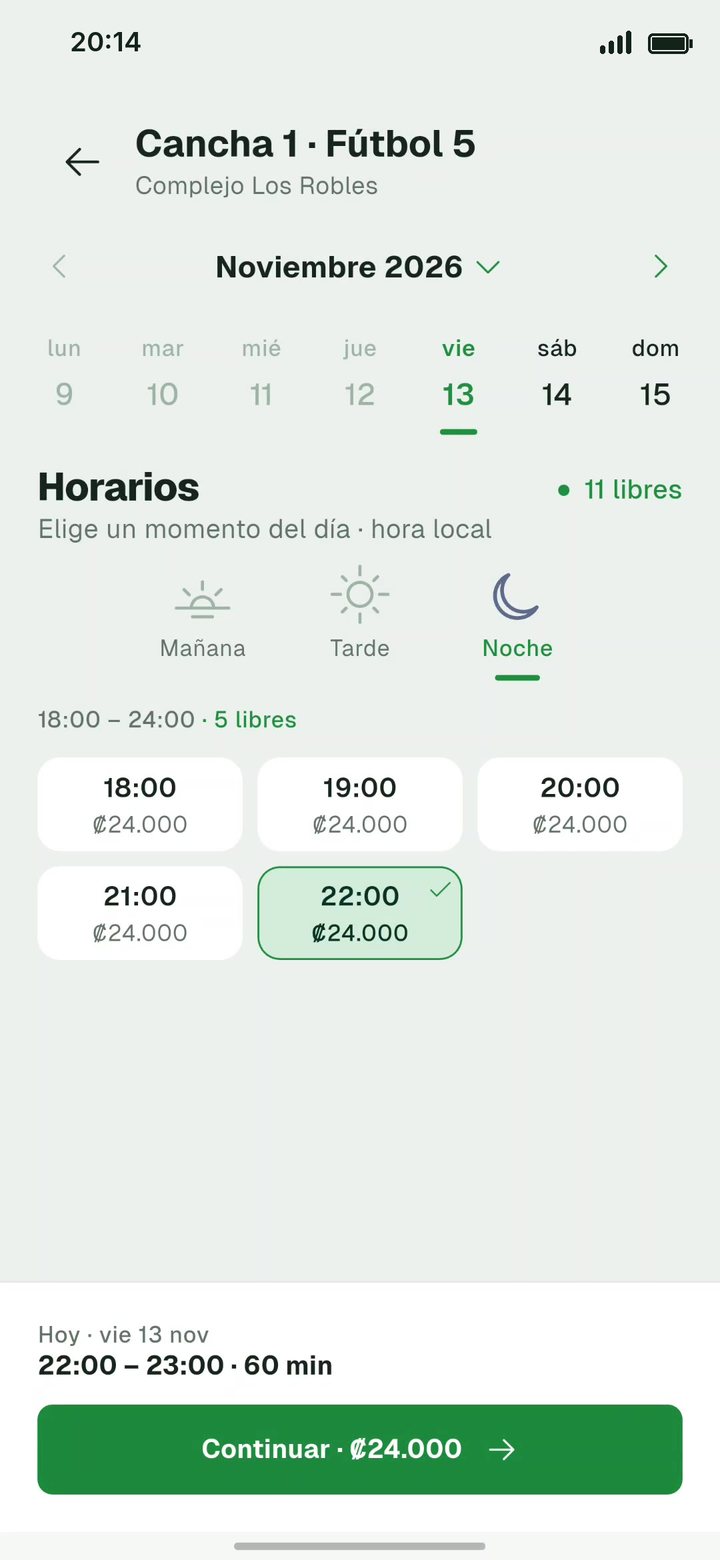 20:14
Cancha 1 · Fútbol 5
Complejo Los Robles
Noviembre 2026
lun mar mié jue vie sáb dom
9 10 11 12 13 14 15
Horarios
11 libres
Elige un momento del día · hora local
Mañana Tarde Noche
18:00 – 24:00 · 5 libres
18:00 19:00 20:00
₡24.000 ₡24.000 ₡24.000
21:00 22:00
₡24.000 ₡24.000
Hoy · vie 13 nov
22:00 – 23:00 · 60 min
Continuar · ₡24.000